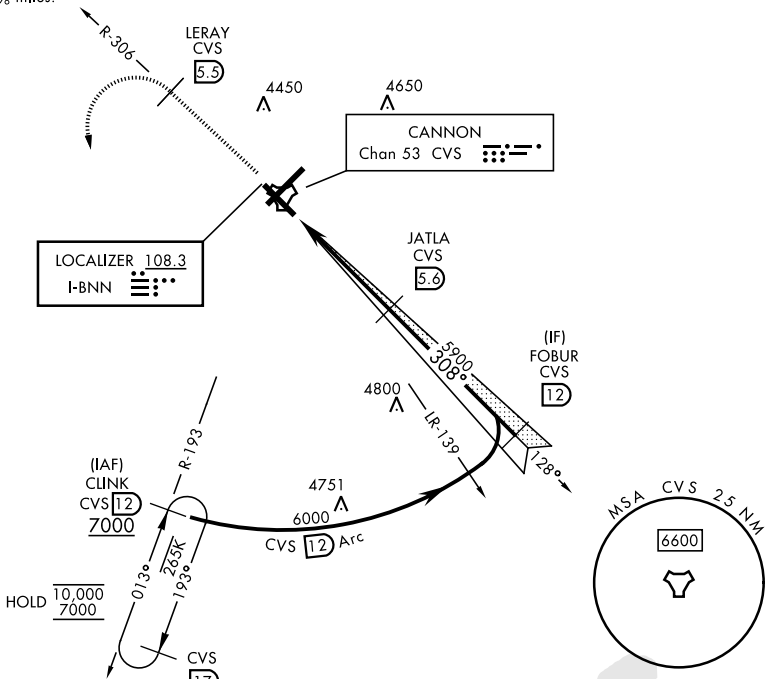 miles.
R-306
LERAY
CVS
5.5
4450
4650
CANNON
Chan 53 CVS
LOCALIZER 108.3
I-BNN
JATLA
CVS
5.6
(IF)
FOBUR
CVS
12
5900
308°
4800
LR-139
128°
R-193
(IAF)
CLINK
CVS 12
7000
4751
6000
CVS 12 Arc
MSA CVS 25 NM
6600
265K
013°
193°
HOLD 10,000
7000
CVS
17